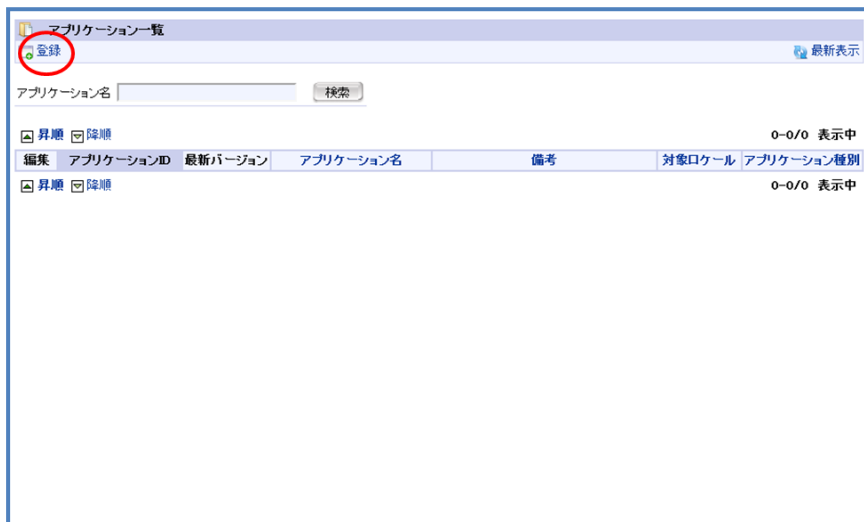 アプリケーション一覧
登録 最新表示
アプリケーション名 検索
昇順 降順 0-0/0 表示中
編集 アプリケーションID 最新バージョン アプリケーション名 備考 対象ロケール アプリケーション種別
昇順 降順 0-0/0 表示中